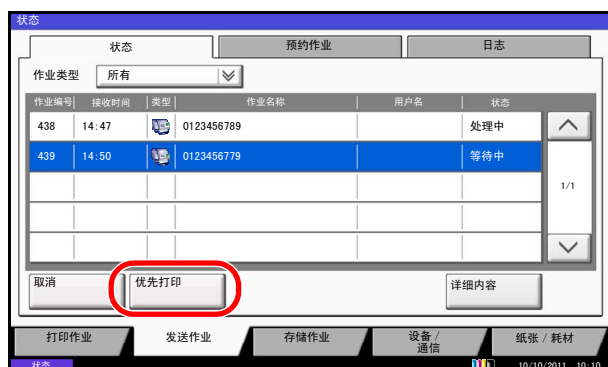 状态
状态 预约作业 日志
作业类型 所有
作业编号 接收时间 类型 作业名称 用户名 状态
438 14:47 0123456789 处理中
439 14:50 0123456779 等待中
1/1
取消 优先打印 详细内容
打印作业 发送作业 存储作业 设备/ 纸张/耗材
通信
状态 10/10/2011 10:10